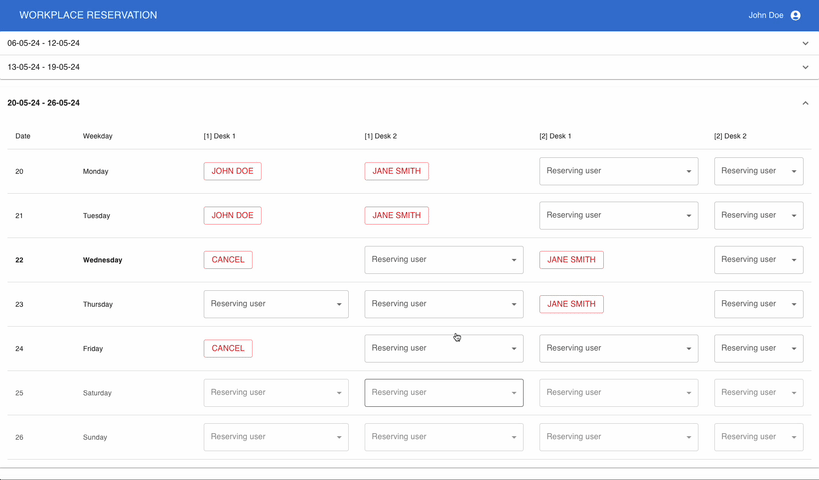 WORKPLACE RESERVATION John Doe
06-05-24 - 12-05-24
13-05-24 - 19-05-24
20-05-24 - 26-05-24
Date Weekday [1] Desk 1 [1] Desk 2 [2] Desk 1 [2] Desk 2
20 Monday JOHN DOE JANE SMITH Reserving user Reserving user
21 Tuesday JOHN DOE JANE SMITH Reserving user Reserving user
22 Wednesday CANCEL Reserving user JANE SMITH Reserving user
23 Thursday Reserving user Reserving user JANE SMITH Reserving user
24 Friday CANCEL Reserving user Reserving user Reserving user
25 Saturday Reserving user Reserving user Reserving user Reserving user
26 Sunday Reserving user Reserving user Reserving user Reserving user